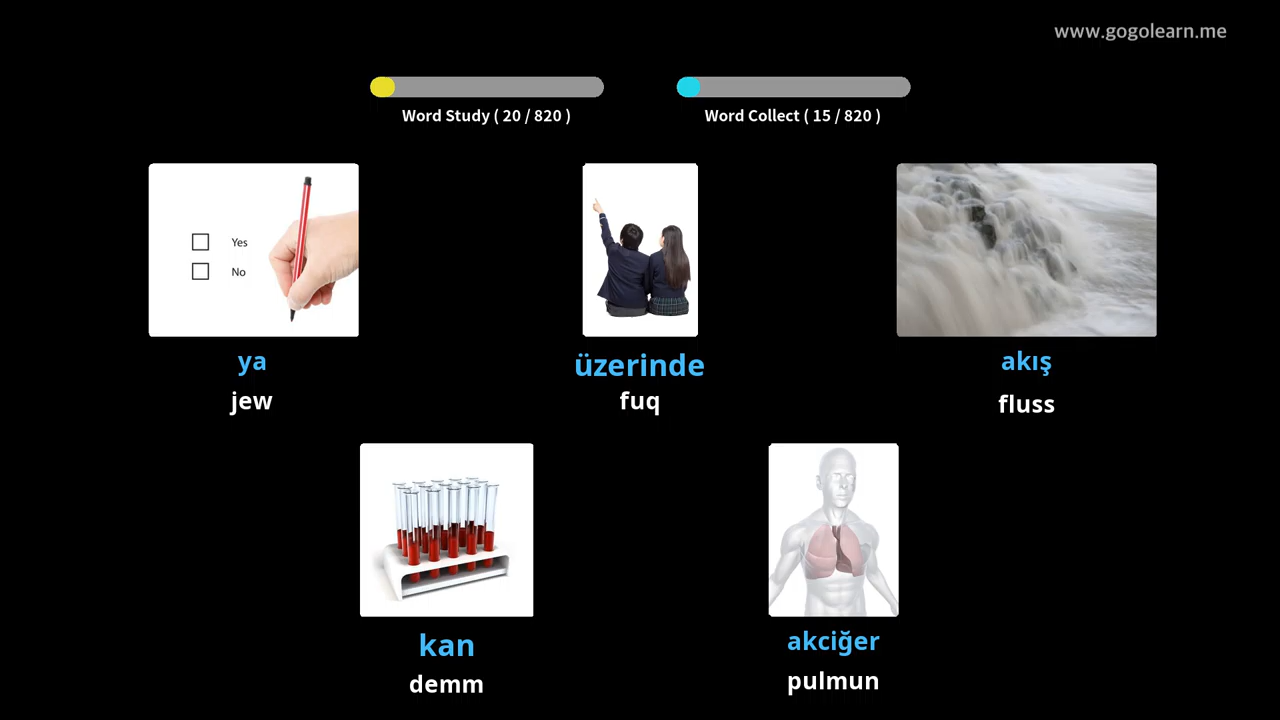 www.gogolearn.me
Word Study ( 20 / 820 )
Word Collect ( 15 / 820 )
Yes
No
ya
jew
üzerinde
fuq
akış
fluss
kan
demm
akciğer
pulmun